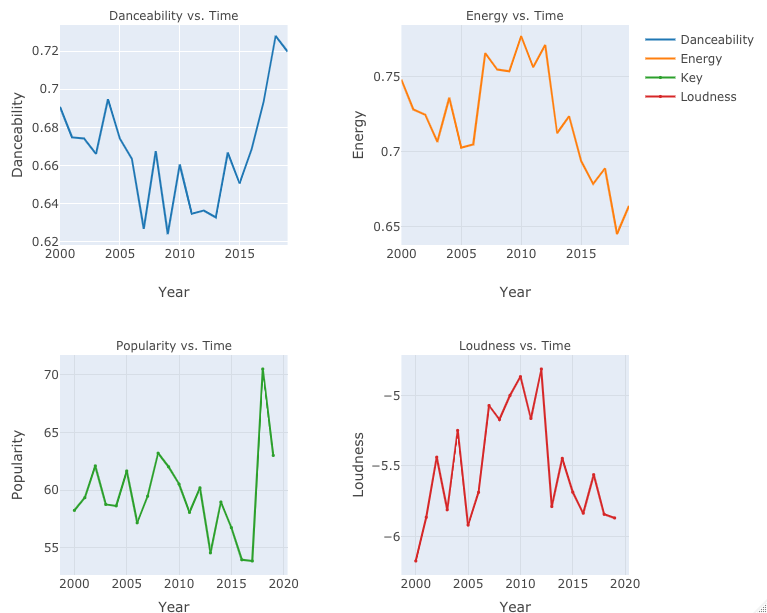 Danceability vs. Time
Energy vs. Time
Danceability
Energy
Key
Loudness
Danceability
0.72
0.7
0.68
0.66
0.64
0.62
2000 2005 2010 2015
Year
Energy
0.75
0.7
0.65
2000 2005 2010 2015
Year
Popularity vs. Time
Popularity
70
65
60
55
2000 2005 2010 2015 2020
Year
Loudness vs. Time
Loudness
−5
−5.5
−6
2000 2005 2010 2015 2020
Year